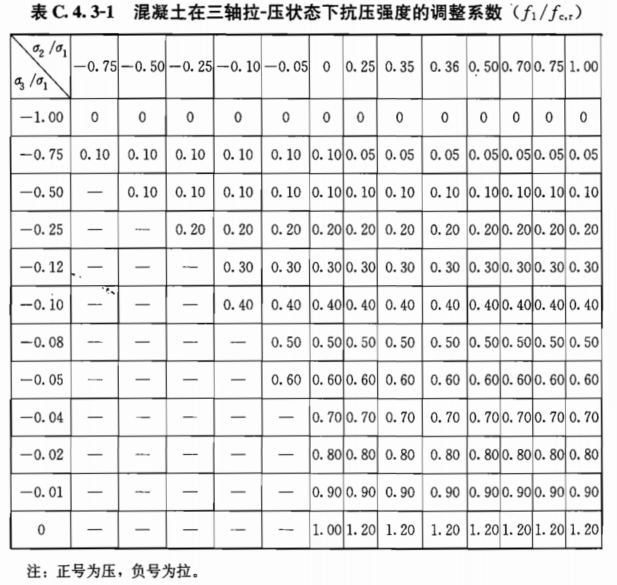 表 C.4.3-1 混凝土在三轴拉-压状态下抗压强度的调整系数（f1/fc,r）
σ2/σ1 σ3/σ1 −0.75 −0.50 −0.25 −0.10 −0.05 0 0.25 0.35 0.36 0.50 0.70 0.75 1.00
−1.00 0 0 0 0 0 0 0 0 0 0 0 0 0
−0.75 0.10 0.10 0.10 0.10 0.10 0.10 0.05 0.05 0.05 0.05 0.05 0.05 0.05
−0.50 — 0.10 0.10 0.10 0.10 0.10 0.10 0.10 0.10 0.10 0.10 0.10 0.10
−0.25 — — 0.20 0.20 0.20 0.20 0.20 0.20 0.20 0.20 0.20 0.20 0.20
−0.12 — — — 0.30 0.30 0.30 0.30 0.30 0.30 0.30 0.30 0.30 0.30
−0.10 — — — 0.40 0.40 0.40 0.40 0.40 0.40 0.40 0.40 0.40 0.40
−0.08 — — — — 0.50 0.50 0.50 0.50 0.50 0.50 0.50 0.50 0.50
−0.05 — — — — 0.60 0.60 0.60 0.60 0.60 0.60 0.60 0.60 0.60
−0.04 — — — — — 0.70 0.70 0.70 0.70 0.70 0.70 0.70 0.70
−0.02 — — — — — 0.80 0.80 0.80 0.80 0.80 0.80 0.80 0.80
−0.01 — — — — — 0.90 0.90 0.90 0.90 0.90 0.90 0.90 0.90
0 — — — — — 1.00 1.20 1.20 1.20 1.20 1.20 1.20 1.20
注：正号为压，负号为拉。